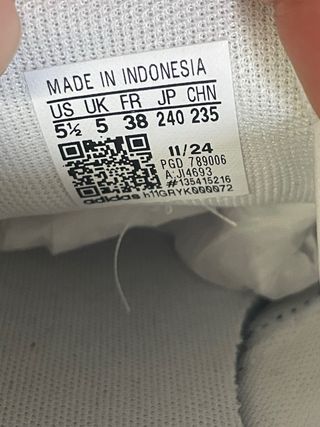 MADE IN INDONESIA
US UK FR JP CHN
5½ 5 38 240 235
11/24
PGD 789006
A.JI4693
#135415216
adidas h11GRYK000072